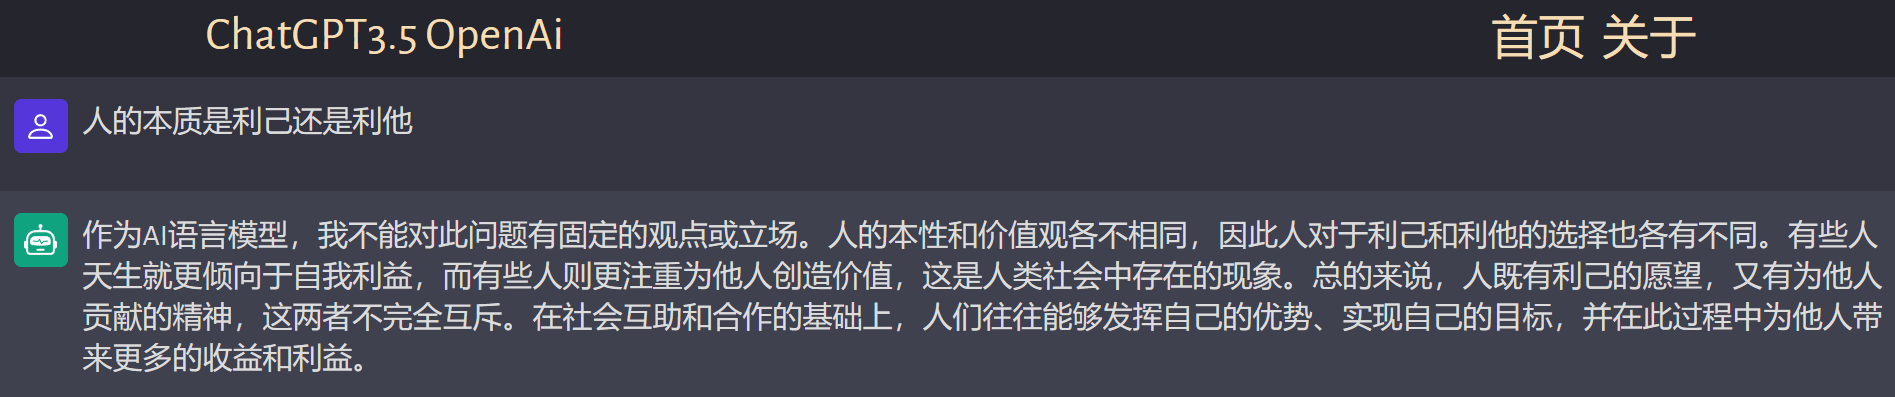 ChatGPT3.5 OpenAi 首页 关于
人的本质是利己还是利他
作为AI语言模型，我不能对此问题有固定的观点或立场。人的本性和价值观各不相同，因此人对于利己和利他的选择也各有不同。有些人
天生就更倾向于自我利益，而有些人则更注重为他人创造价值，这是人类社会中存在的现象。总的来说，人既有利己的愿望，又有为他人
贡献的精神，这两者不完全互斥。在社会互助和合作的基础上，人们往往能够发挥自己的优势、实现自己的目标，并在此过程中为他人带
来更多的收益和利益。